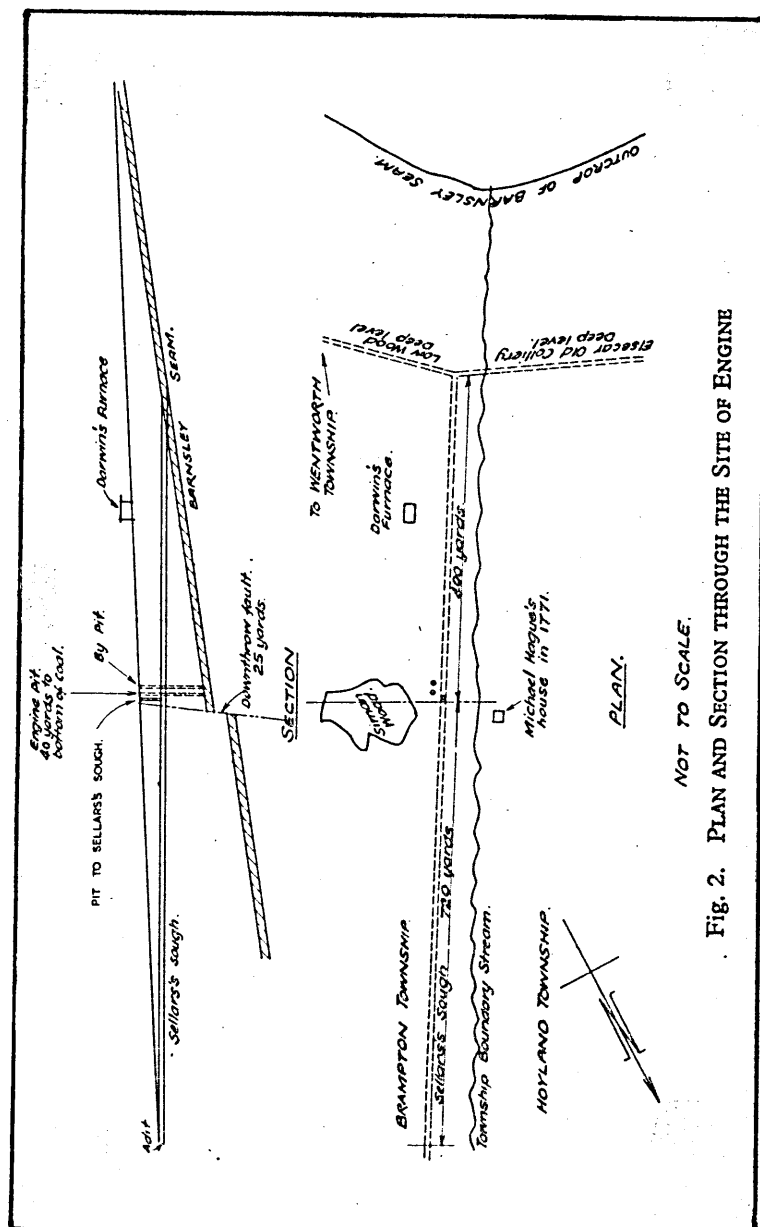 Engine Pit.
40 yards to
bottom of coal.
PIT TO SELLARS'S SOUGH.
By Pit.
Darwin's Furnace
Adit
Sellars's sough.
BARNSLEY SEAM.
Downthrow fault.
25 yards.
SECTION
Simon
Wood
To WENTWORTH
TOWNSHIP.
Low Wood
Deep level
Darwin's
Furnace.
OUTCROP OF BARNSLEY SEAM.
BRAMPTON TOWNSHIP
Sellars's Sough 720 yards
600 yards
Township Boundary Stream.
Elsecar Old Colliery
Deep level.
Michael Hague's
house in 1771.
HOYLAND TOWNSHIP.
PLAN.
NOT TO SCALE.
Fig. 2. PLAN AND SECTION THROUGH THE SITE OF ENGINE